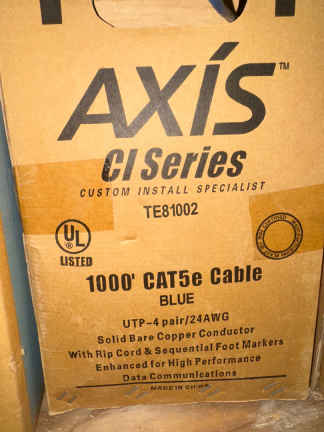 AXÍS™
CI Series
CUSTOM INSTALL SPECIALIST
TE81002
UL
LISTED
1000' CAT5e Cable
BLUE
UTP-4 pair/24AWG
Solid Bare Copper Conductor
With Rip Cord & Sequential Foot Markers
Enhanced for High Performance
Data Communications
MADE IN CHINA